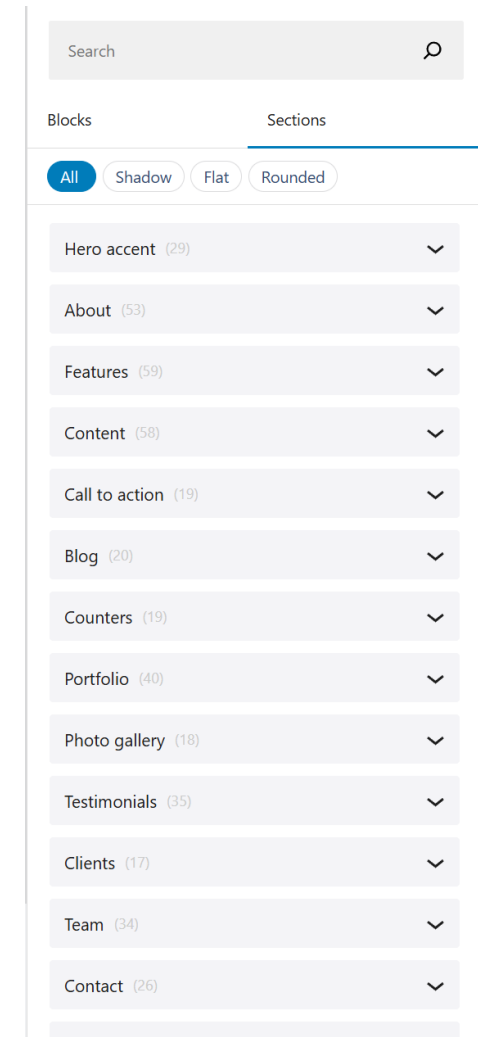 Search
Blocks Sections
All Shadow Flat Rounded
Hero accent (29)
About (53)
Features (59)
Content (58)
Call to action (19)
Blog (20)
Counters (19)
Portfolio (40)
Photo gallery (18)
Testimonials (35)
Clients (17)
Team (34)
Contact (26)